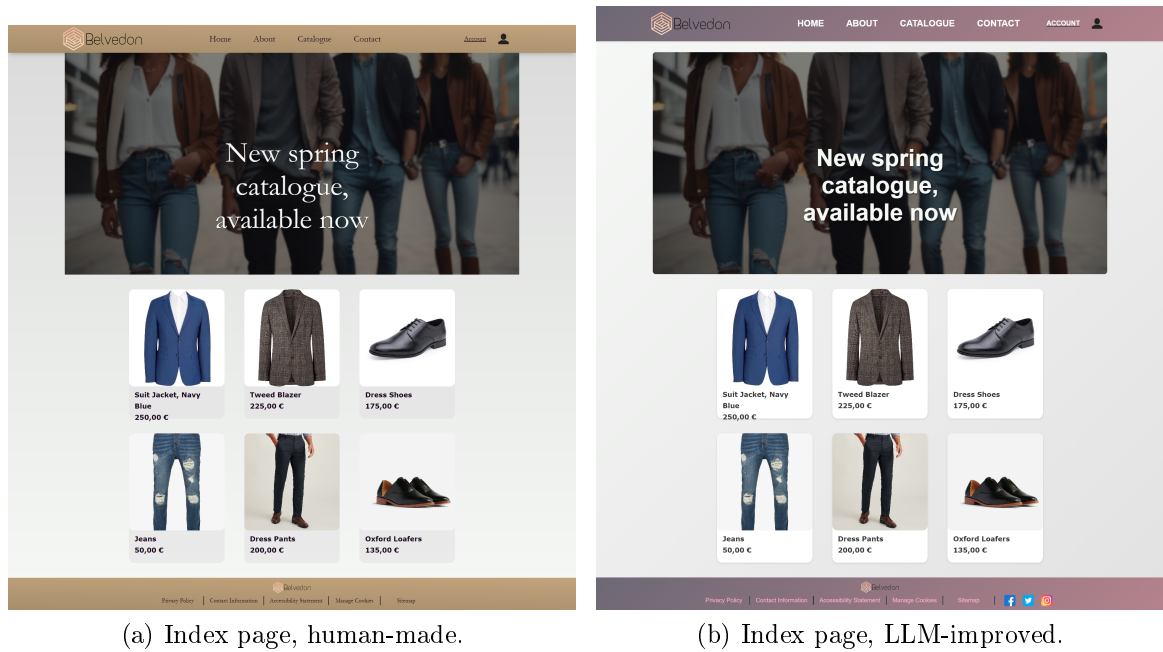 Belvedon Home About Catalogue Contact Account
New spring
catalogue,
available now
Suit Jacket, Navy
Blue
250,00 €
Tweed Blazer
225,00 €
Dress Shoes
175,00 €
Jeans
50,00 €
Dress Pants
200,00 €
Oxford Loafers
135,00 €
Belvedon
Privacy Policy | Contact Information | Accessibility Statement | Manage Cookies | Sitemap
(a) Index page, human-made.
Belvedon HOME ABOUT CATALOGUE CONTACT ACCOUNT
New spring
catalogue,
available now
Suit Jacket, Navy
Blue
250,00 €
Tweed Blazer
225,00 €
Dress Shoes
175,00 €
Jeans
50,00 €
Dress Pants
200,00 €
Oxford Loafers
135,00 €
Belvedon
Privacy Policy | Contact Information | Accessibility Statement | Manage Cookies | Sitemap |
(b) Index page, LLM-improved.